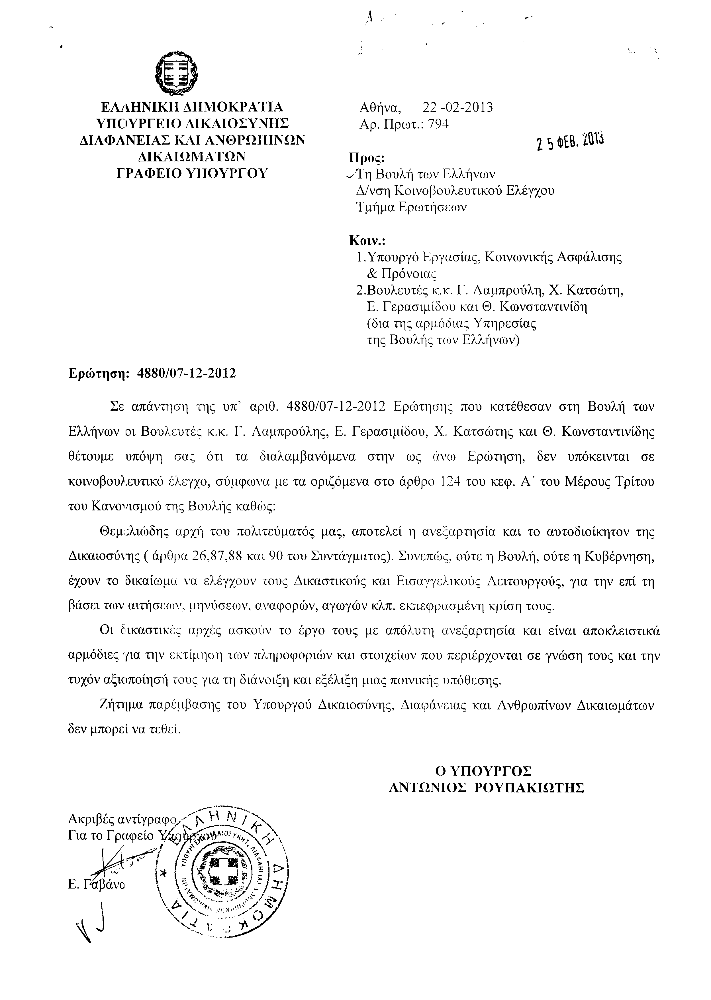 ΕΛΛΗΝΙΚΗ ΔΗΜΟΚΡΑΤΙΑ
ΥΠΟΥΡΓΕΙΟ ΔΙΚΑΙΟΣΥΝΗΣ
ΔΙΑΦΑΝΕΙΑΣ ΚΑΙ ΑΝΘΡΩΠΙΝΩΝ
ΔΙΚΑΙΩΜΑΤΩΝ
ΓΡΑΦΕΙΟ ΥΠΟΥΡΓΟΥ
Αθήνα, 22 -02-2013
Αρ. Πρωτ.: 794
2 5 ΦΕΒ. 2013
Προς:
Τη Βουλή των Ελλήνων
Δ/νση Κοινοβουλευτικού Ελέγχου
Τμήμα Ερωτήσεων
Κοιν.:
1.Υπουργό Εργασίας, Κοινωνικής Ασφάλισης
& Πρόνοιας
2.Βουλευτές κ.κ. Γ. Λαμπρούλη, Χ. Κατσώτη,
Ε. Γερασιμίδου και Θ. Κωνσταντινίδη
(δια της αρμόδιας Υπηρεσίας
της Βουλής των Ελλήνων)
Ερώτηση: 4880/07-12-2012
Σε απάντηση της υπ' αριθ. 4880/07-12-2012 Ερώτησης που κατέθεσαν στη Βουλή των
Ελλήνων οι Βουλευτές κ.κ. Γ. Λαμπρούλης, Ε. Γερασιμίδου, Χ. Κατσώτης και Θ. Κωνσταντινίδης
θέτουμε υπόψη σας ότι τα διαλαμβανόμενα στην ως άνω Ερώτηση, δεν υπόκεινται σε
κοινοβουλευτικό έλεγχο, σύμφωνα με τα οριζόμενα στο άρθρο 124 του κεφ. Α΄ του Μέρους Τρίτου
του Κανονισμού της Βουλής καθώς:
Θεμελιώδης αρχή του πολιτεύματός μας, αποτελεί η ανεξαρτησία και το αυτοδιοίκητον της
Δικαιοσύνης ( άρθρα 26,87,88 και 90 του Συντάγματος). Συνεπώς, ούτε η Βουλή, ούτε η Κυβέρνηση,
έχουν το δικαίωμα να ελέγχουν τους Δικαστικούς και Εισαγγελικούς Λειτουργούς, για την επί τη
βάσει των αιτήσεων, μηνύσεων, αναφορών, αγωγών κλπ. εκπεφρασμένη κρίση τους.
Οι δικαστικές αρχές ασκούν το έργο τους με απόλυτη ανεξαρτησία και είναι αποκλειστικά
αρμόδιες για την εκτίμηση των πληροφοριών και στοιχείων που περιέρχονται σε γνώση τους και την
τυχόν αξιοποίησή τους για τη διάνοιξη και εξέλιξη μιας ποινικής υπόθεσης.
Ζήτημα παρέμβασης του Υπουργού Δικαιοσύνης, Διαφάνειας και Ανθρωπίνων Δικαιωμάτων
δεν μπορεί να τεθεί.
Ο ΥΠΟΥΡΓΟΣ
ΑΝΤΩΝΙΟΣ ΡΟΥΠΑΚΙΩΤΗΣ
Ακριβές αντίγραφο
Για το Γραφείο Υπουργού
Ε. Γαβάνο
ΕΛΛΗΝΙΚΗ ΔΗΜΟΚΡΑΤΙΑ
ΥΠΟΥΡΓΕΙΟ ΔΙΚΑΙΟΣΥΝΗΣ, ΔΙΑΦΑΝΕΙΑΣ & ΑΝΘΡΩΠΙΝΩΝ ΔΙΚΑΙΩΜΑΤΩΝ